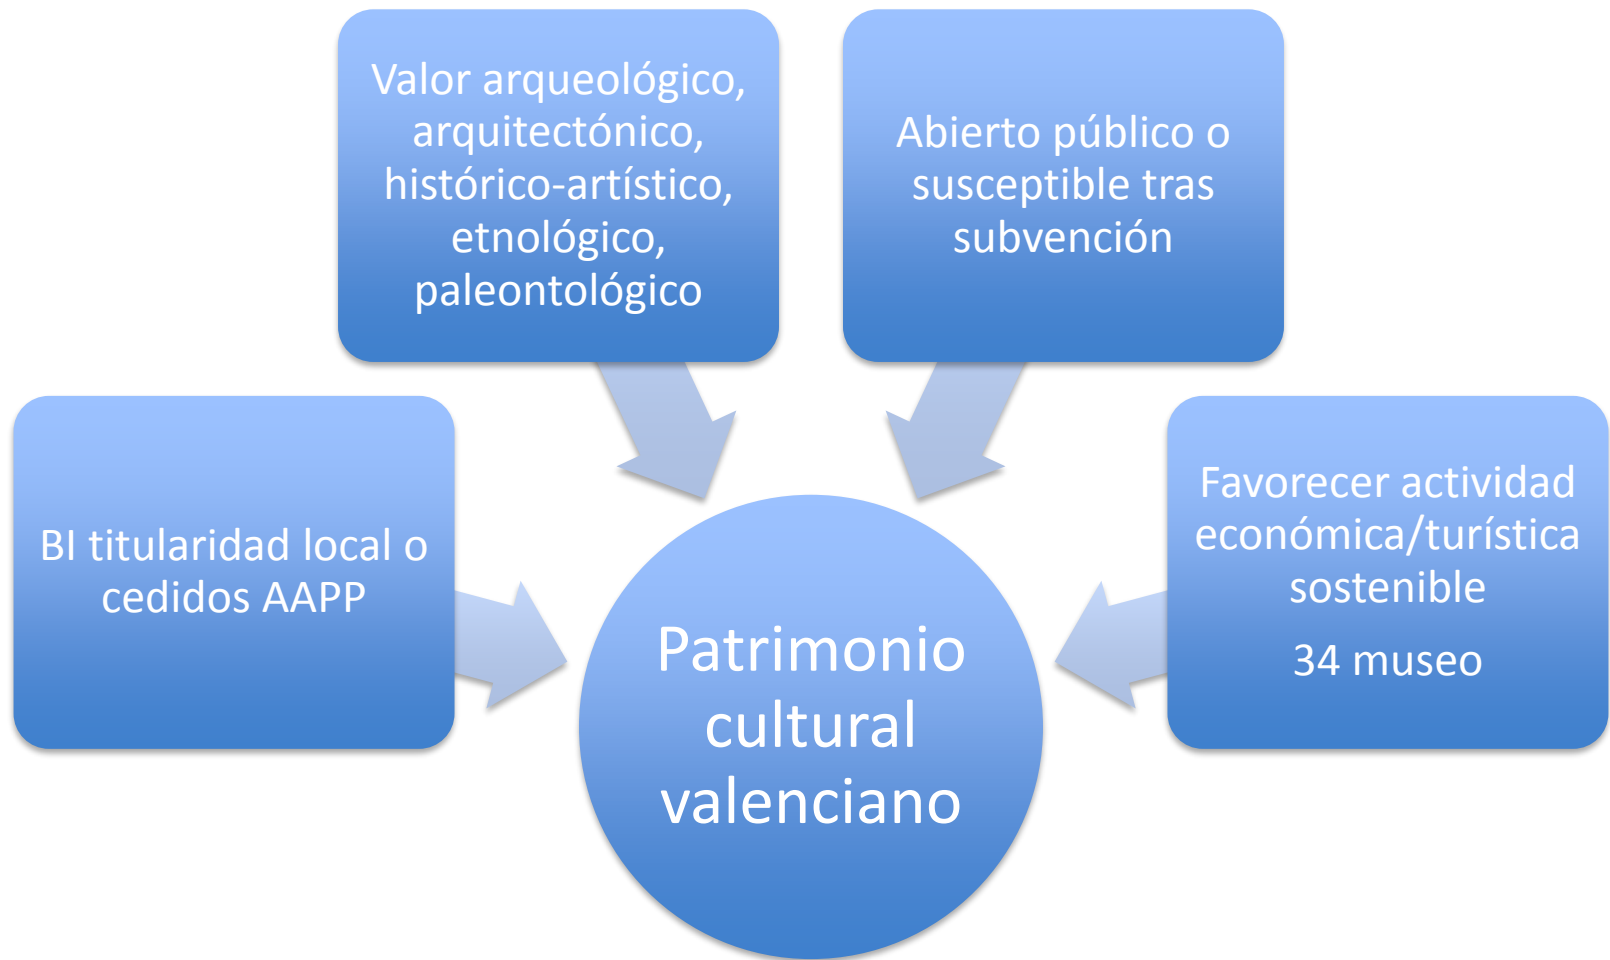 Valor arqueológico,
arquitectónico,
histórico-artístico,
etnológico,
paleontológico
Abierto público o
susceptible tras
subvención
BI titularidad local o
cedidos AAPP
Favorecer actividad
económica/turística
sostenible
34 museo
Patrimonio
cultural
valenciano